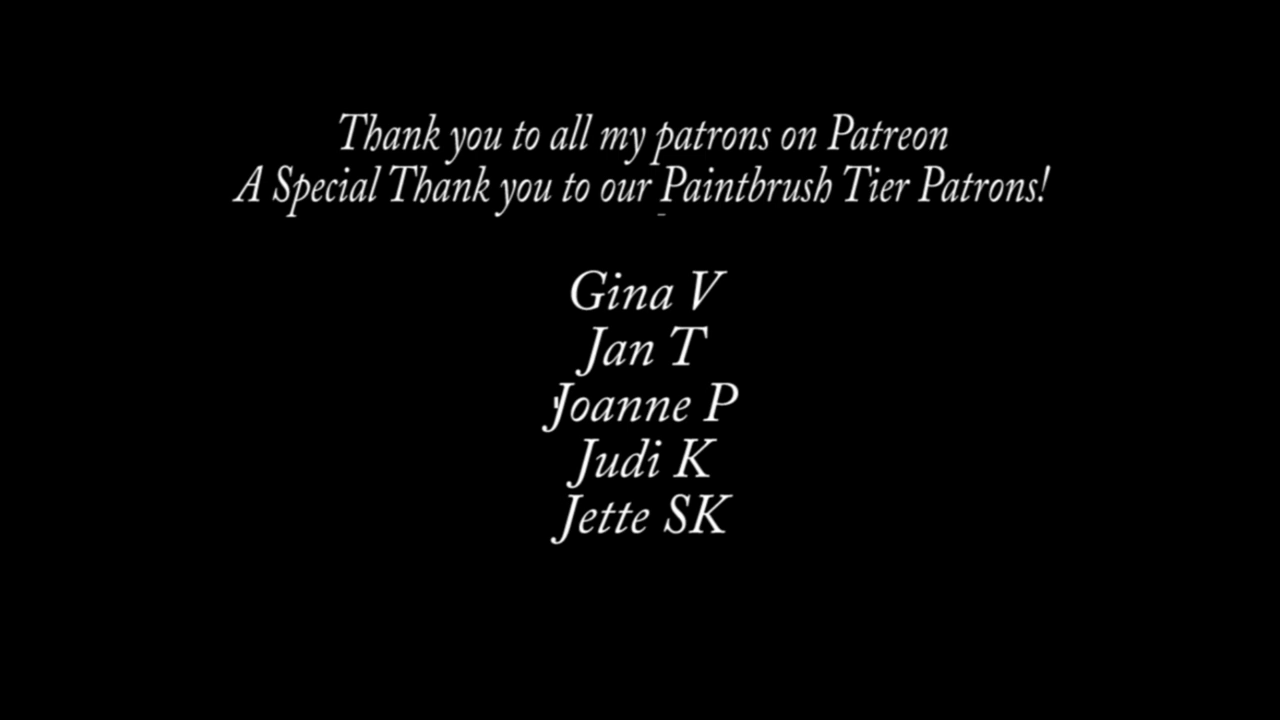 Thank you to all my patrons on Patreon
A Special Thank you to our Paintbrush Tier Patrons!
Gina V
Jan T
Joanne P
Judi K
Jette SK